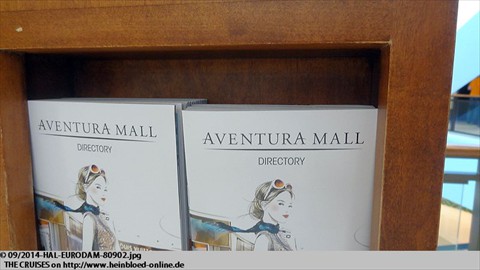 AVENTURA MALL
DIRECTORY
AVENTURA MALL
DIRECTORY
© 09/2014-HAL-EURODAM-80902.jpg
THE CRUISES on http://www.heinbloed-online.de